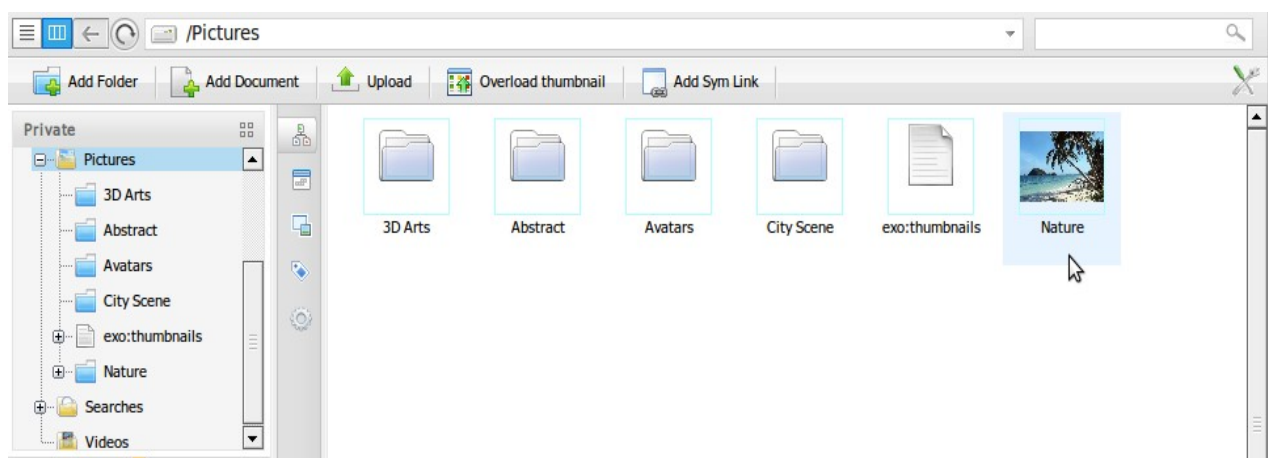 /Pictures
Add Folder Add Document Upload Overload thumbnail Add Sym Link
Private
Pictures
3D Arts
Abstract
Avatars
City Scene
exo:thumbnails
Nature
Searches
Videos
3D Arts Abstract Avatars City Scene exo:thumbnails Nature